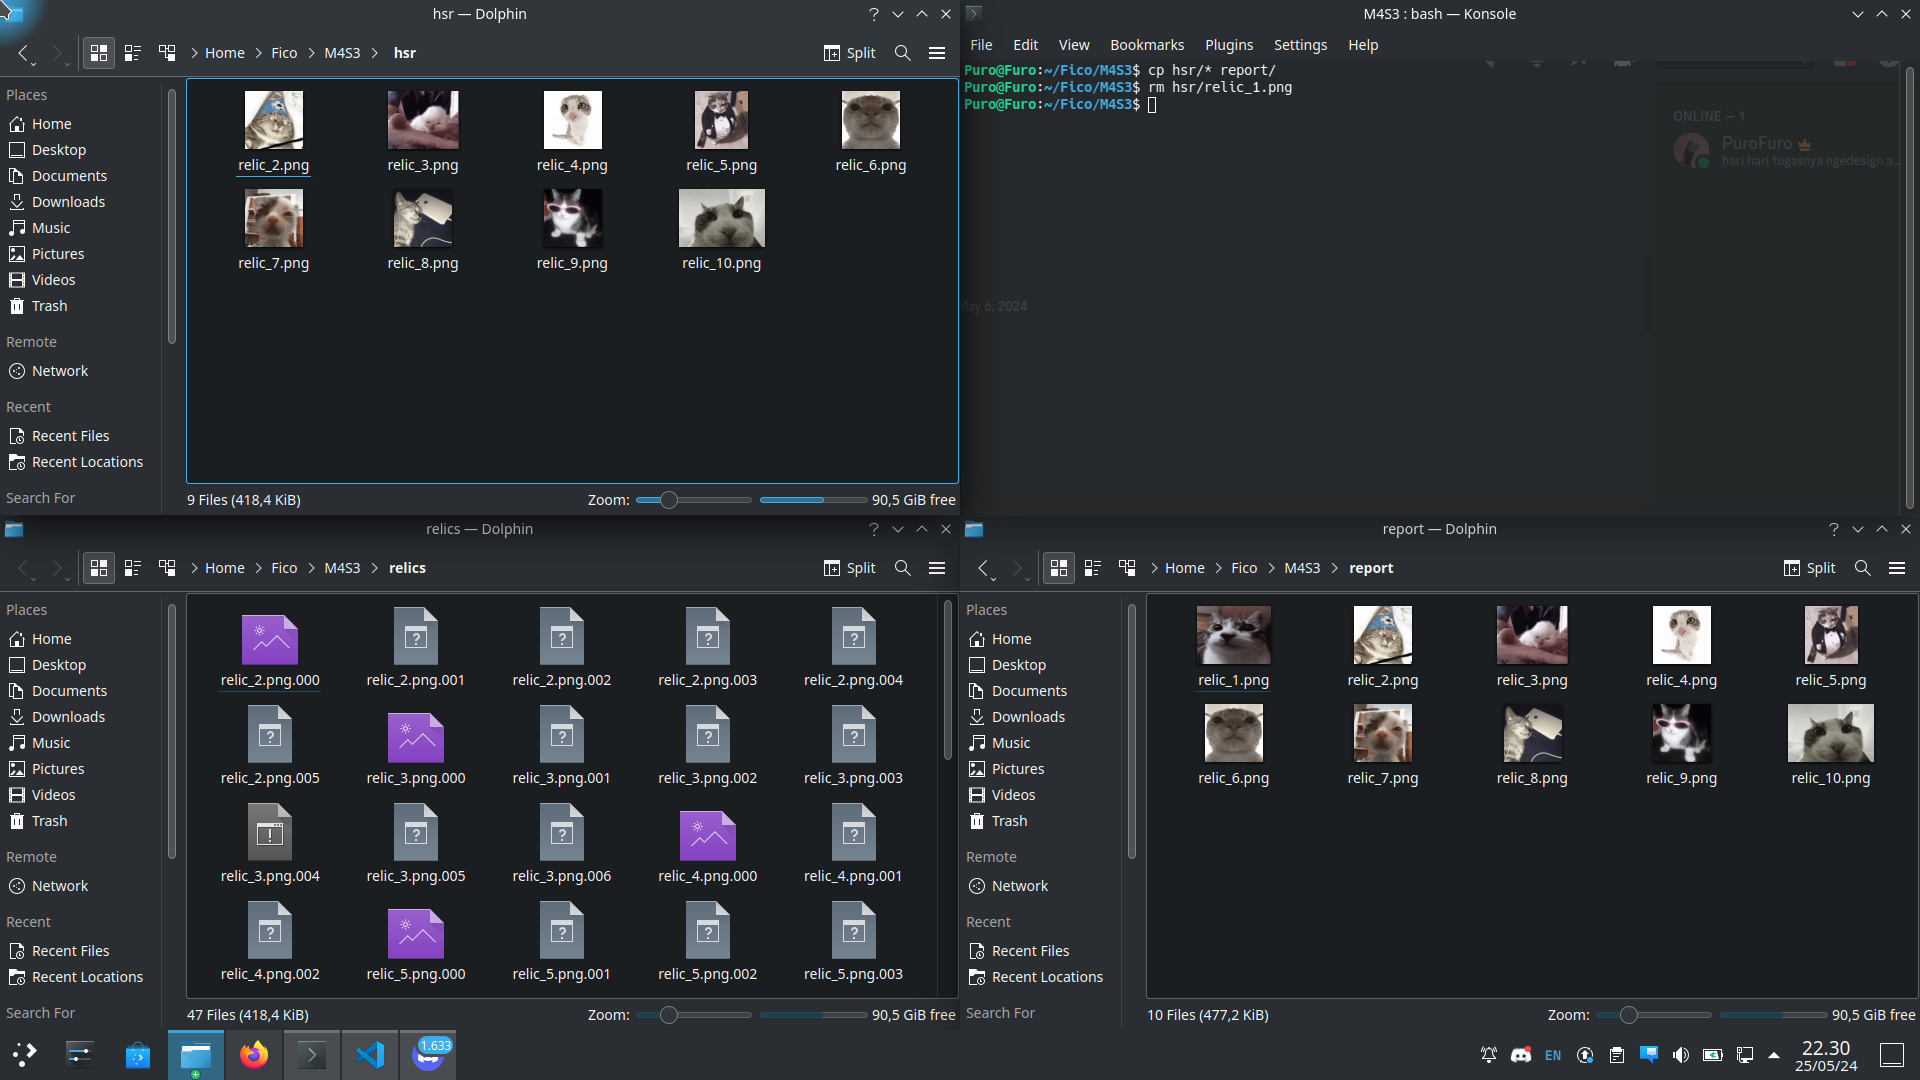 hsr — Dolphin
Home
Fico
M4S3
hsr
Split
Places
Home
Desktop
Documents
Downloads
Music
Pictures
Videos
Trash
Remote
Network
Recent
Recent Files
Recent Locations
Search For
relic_2.png
relic_3.png
relic_4.png
relic_5.png
relic_6.png
relic_7.png
relic_8.png
relic_9.png
relic_10.png
9 Files (418,4 KiB)
Zoom:
90,5 GiB free
M4S3 : bash — Konsole
File Edit View Bookmarks Plugins Settings Help
Puro@Furo:~/Fico/M4S3$ cp hsr/* report/
Puro@Furo:~/Fico/M4S3$ rm hsr/relic_1.png
Puro@Furo:~/Fico/M4S3$
ONLINE — 1
PuroFuro
hari hari tugasnya ngedesign a...
May 6, 2024
relics — Dolphin
Home
Fico
M4S3
relics
Split
Places
Home
Desktop
Documents
Downloads
Music
Pictures
Videos
Trash
Remote
Network
Recent
Recent Files
Recent Locations
Search For
relic_2.png.000
relic_2.png.001
relic_2.png.002
relic_2.png.003
relic_2.png.004
relic_2.png.005
relic_3.png.000
relic_3.png.001
relic_3.png.002
relic_3.png.003
relic_3.png.004
relic_3.png.005
relic_3.png.006
relic_4.png.000
relic_4.png.001
relic_4.png.002
relic_5.png.000
relic_5.png.001
relic_5.png.002
relic_5.png.003
47 Files (418,4 KiB)
Zoom:
90,5 GiB free
report — Dolphin
Home
Fico
M4S3
report
Split
Places
Home
Desktop
Documents
Downloads
Music
Pictures
Videos
Trash
Remote
Network
Recent
Recent Files
Recent Locations
Search For
relic_1.png
relic_2.png
relic_3.png
relic_4.png
relic_5.png
relic_6.png
relic_7.png
relic_8.png
relic_9.png
relic_10.png
10 Files (477,2 KiB)
Zoom:
90,5 GiB free
1.633
EN
22.30
25/05/24